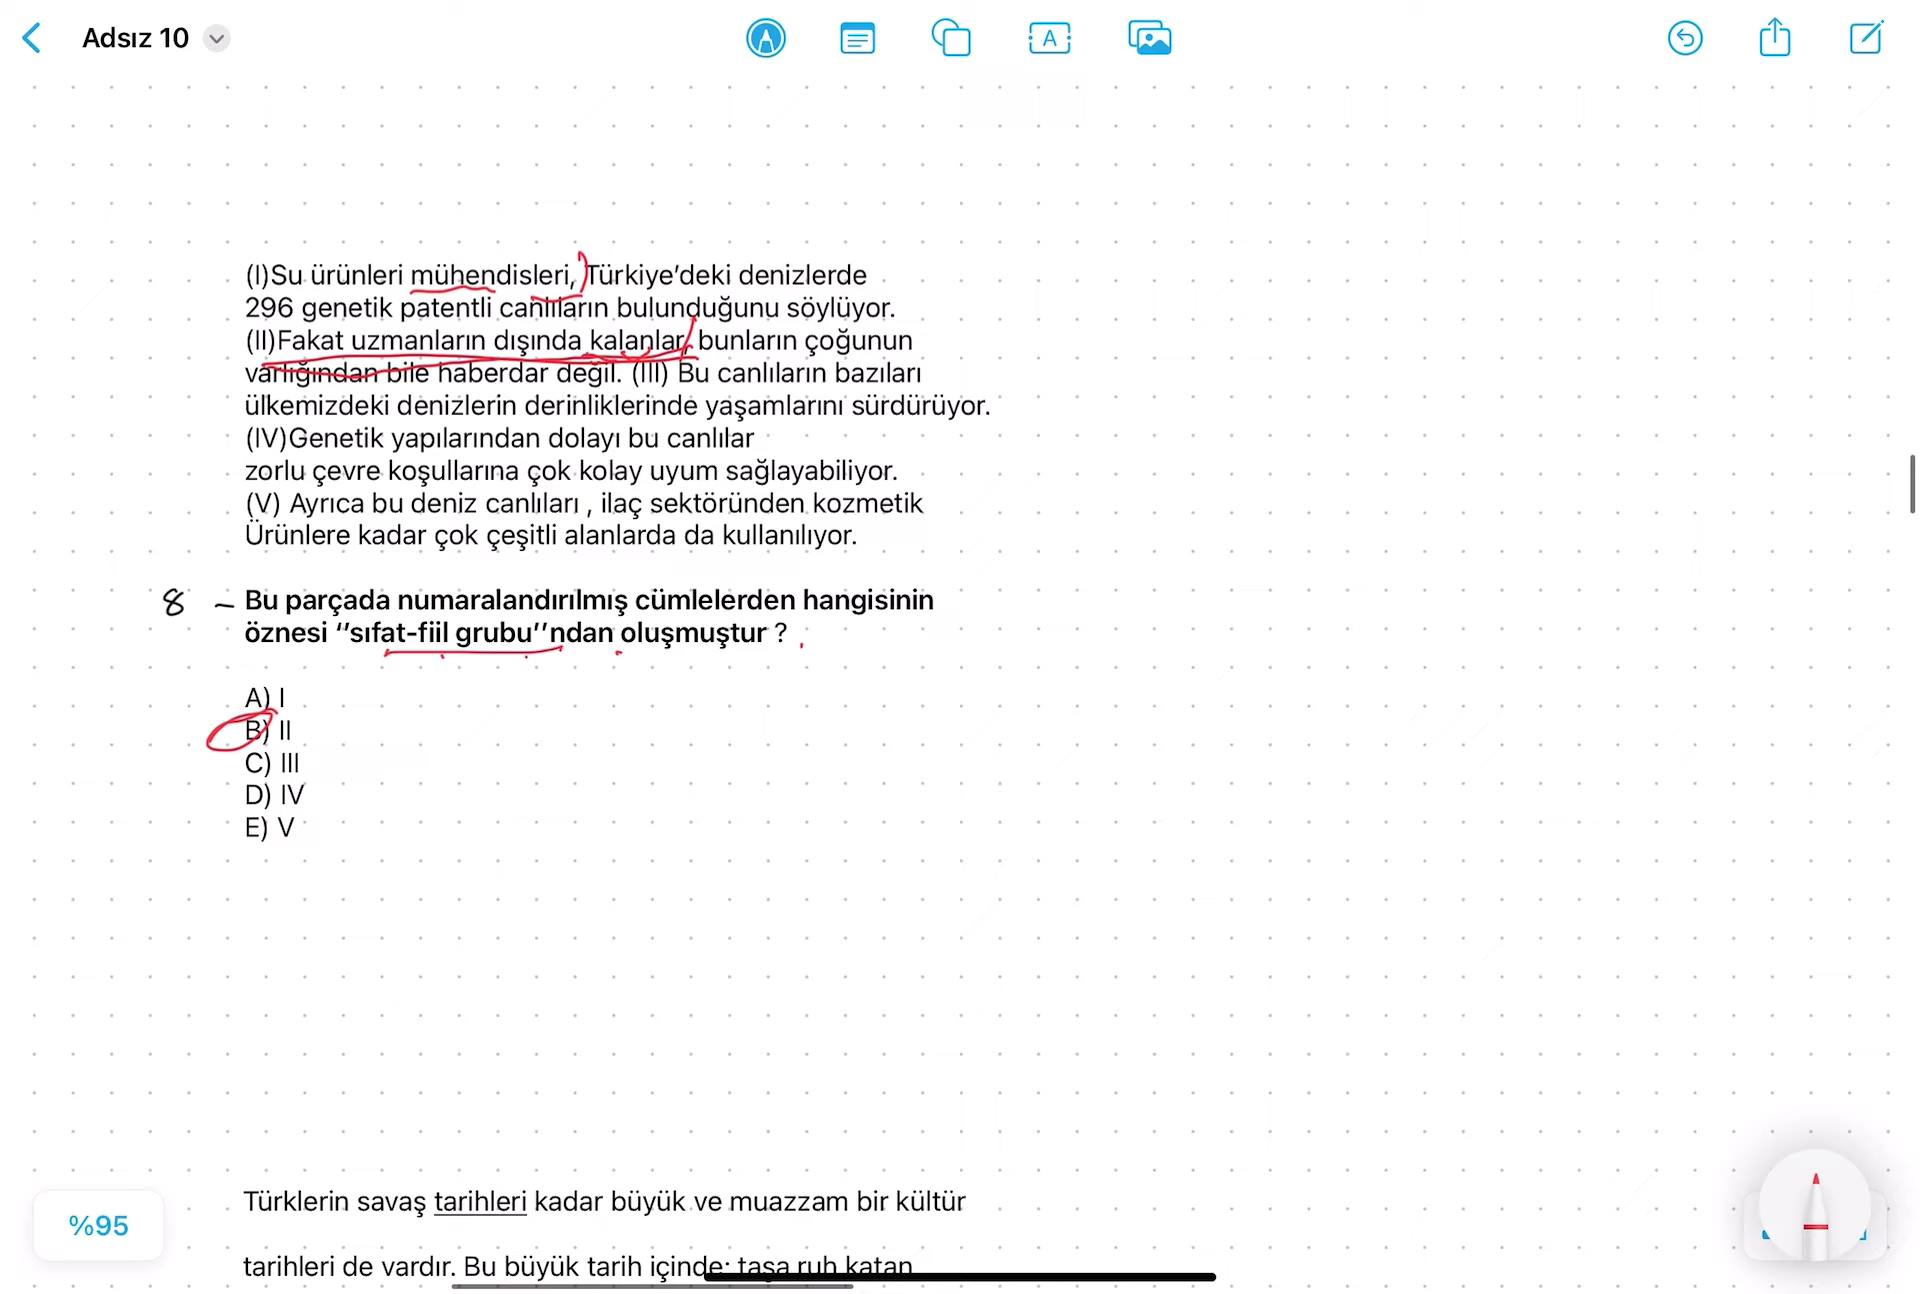 Adsız 10
(I)Su ürünleri mühendisleri, Türkiye’deki denizlerde
296 genetik patentli canlıların bulunduğunu söylüyor.
(II)Fakat uzmanların dışında kalanlar, bunların çoğunun
varlığından bile haberdar değil. (III) Bu canlıların bazıları
ülkemizdeki denizlerin derinliklerinde yaşamlarını sürdürüyor.
(IV)Genetik yapılarından dolayı bu canlılar
zorlu çevre koşullarına çok kolay uyum sağlayabiliyor.
(V) Ayrıca bu deniz canlıları , ilaç sektöründen kozmetik
Ürünlere kadar çok çeşitli alanlarda da kullanılıyor.
8 - Bu parçada numaralandırılmış cümlelerden hangisinin
öznesi ‘’sıfat-fiil grubu’’ndan oluşmuştur ?
A) I
B) II
C) III
D) IV
E) V
Türklerin savaş tarihleri kadar büyük ve muazzam bir kültür
tarihleri de vardır. Bu büyük tarih içinde; taşa ruh katan
%95